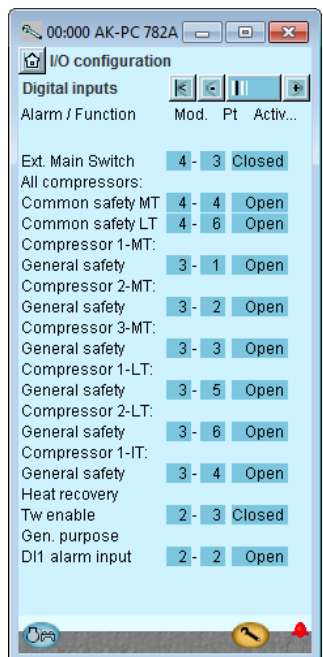 00:000 AK-PC 782A
I/O configuration
Digital inputs
Alarm / Function Mod. Pt Activ...
Ext. Main Switch 4 - 3 Closed
All compressors:
Common safety MT 4 - 4 Open
Common safety LT 4 - 6 Open
Compressor 1-MT:
General safety 3 - 1 Open
Compressor 2-MT:
General safety 3 - 2 Open
Compressor 3-MT:
General safety 3 - 3 Open
Compressor 1-LT:
General safety 3 - 5 Open
Compressor 2-LT:
General safety 3 - 6 Open
Compressor 1-IT:
General safety 3 - 4 Open
Heat recovery
Tw enable 2 - 3 Closed
Gen. purpose
DI1 alarm input 2 - 2 Open